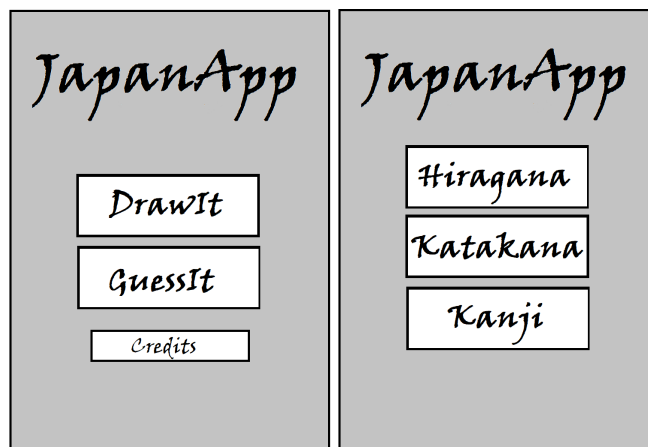 JapanApp
DrawIt
GuessIt
Credits
JapanApp
Hiragana
Katakana
Kanji